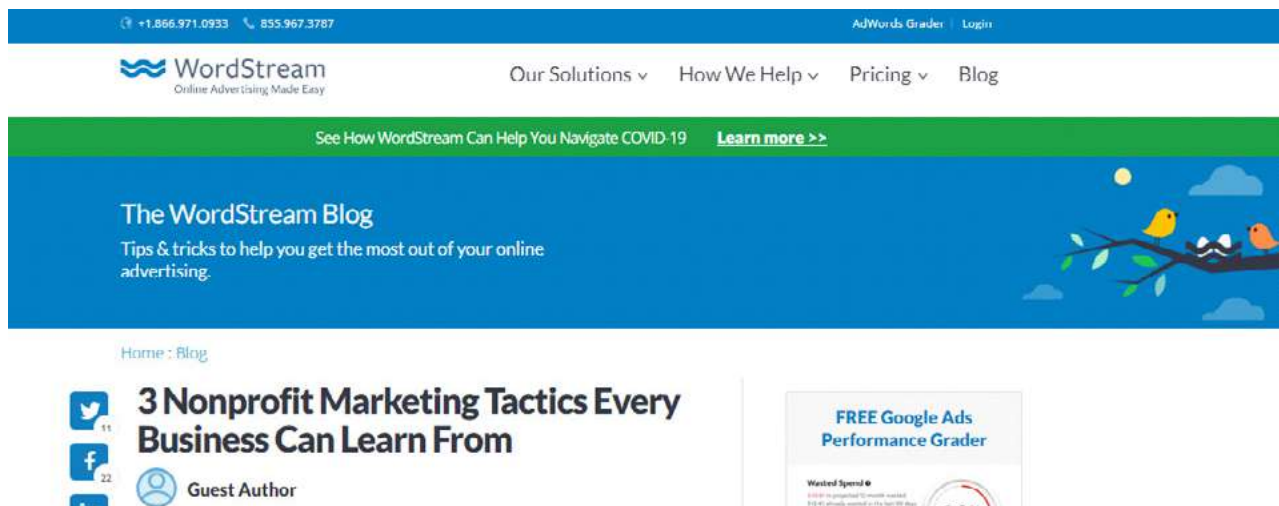 +1.866.971.0933 855.967.3787 AdWords Grader | Login
WordStream
Online Advertising Made Easy
Our Solutions How We Help Pricing Blog
See How WordStream Can Help You Navigate COVID-19 Learn more >>
The WordStream Blog
Tips & tricks to help you get the most out of your online
advertising.
Home : Blog
3 Nonprofit Marketing Tactics Every
Business Can Learn From
11
22
Guest Author
FREE Google Ads
Performance Grader
Wasted Spend